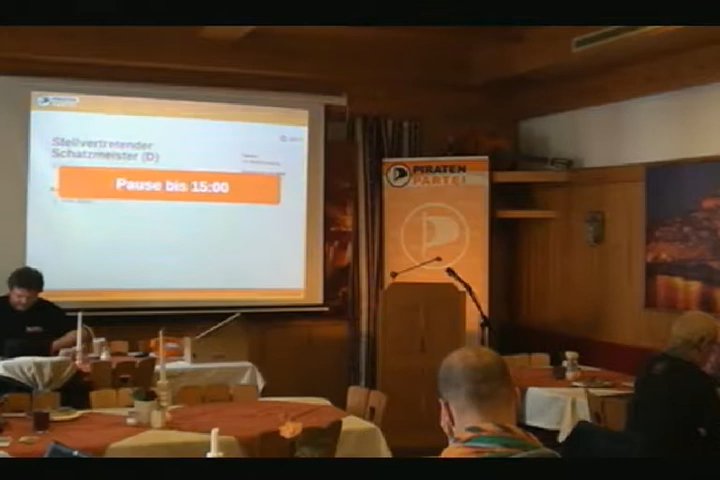 Stellvertretender
Schatzmeister (D)
Pause bis 15:00
PIRATEN
PARTEI